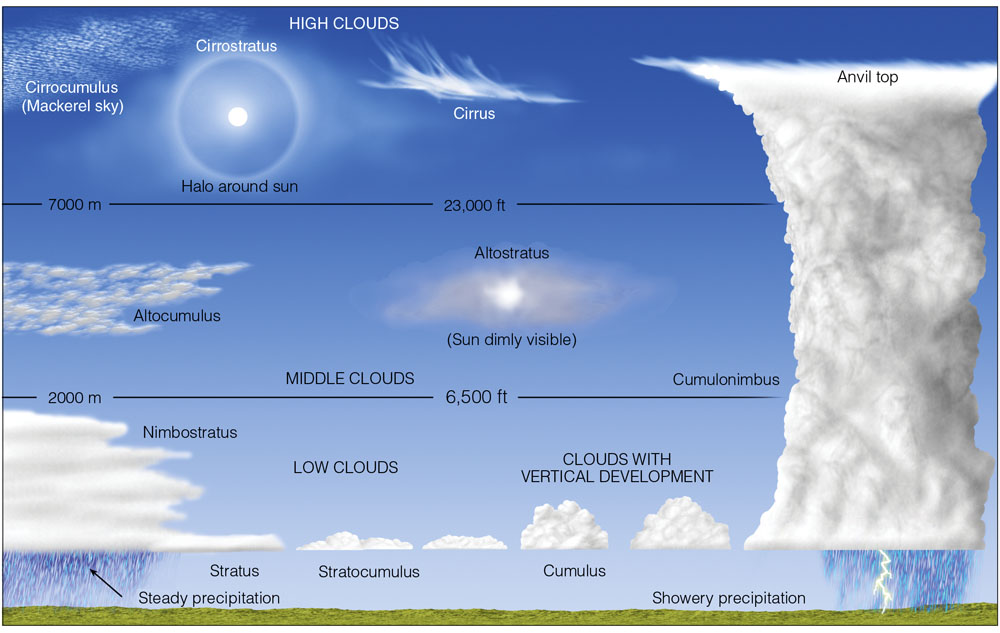 HIGH CLOUDS
Cirrostratus
Cirrocumulus
(Mackerel sky)
Cirrus
Anvil top
Halo around sun
7000 m
23,000 ft
Altostratus
Altocumulus
(Sun dimly visible)
MIDDLE CLOUDS
Cumulonimbus
2000 m
6,500 ft
Nimbostratus
LOW CLOUDS
CLOUDS WITH
VERTICAL DEVELOPMENT
Stratus
Stratocumulus
Cumulus
Steady precipitation
Showery precipitation